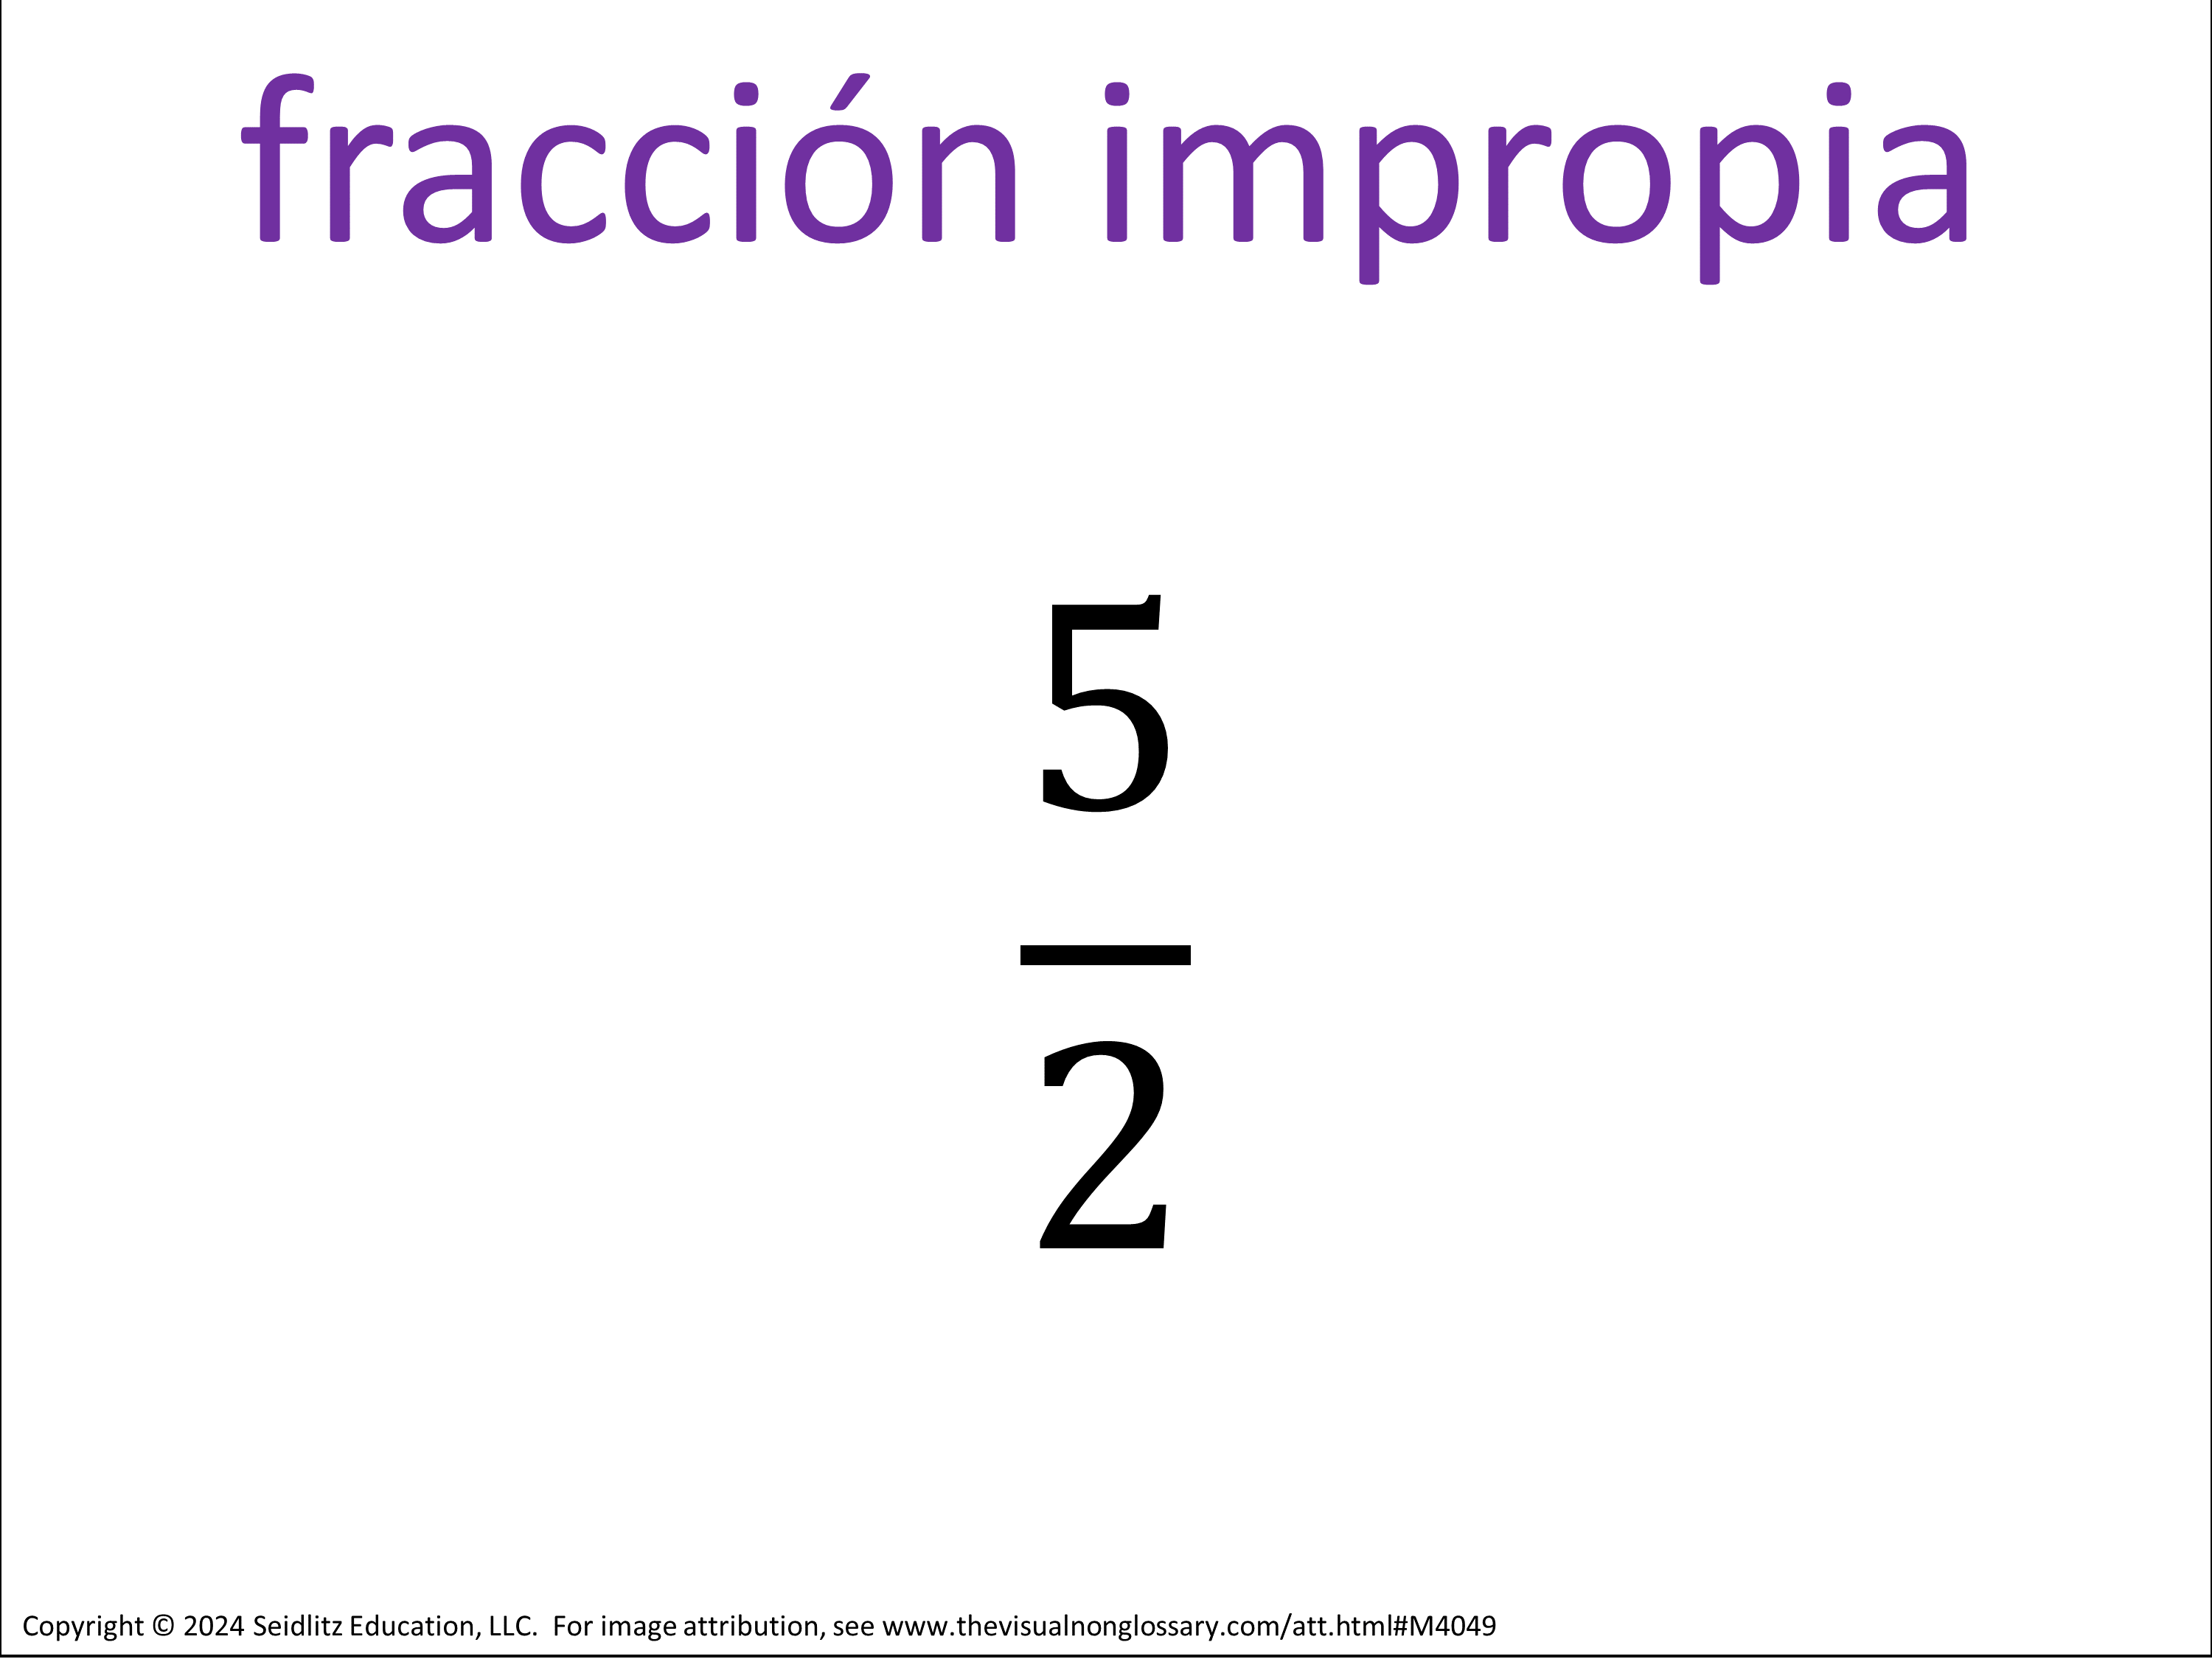 fracción impropia
5
2
Copyright © 2024 Seidlitz Education, LLC.  For image attribution, see www.thevisualnonglossary.com/att.html#M4049